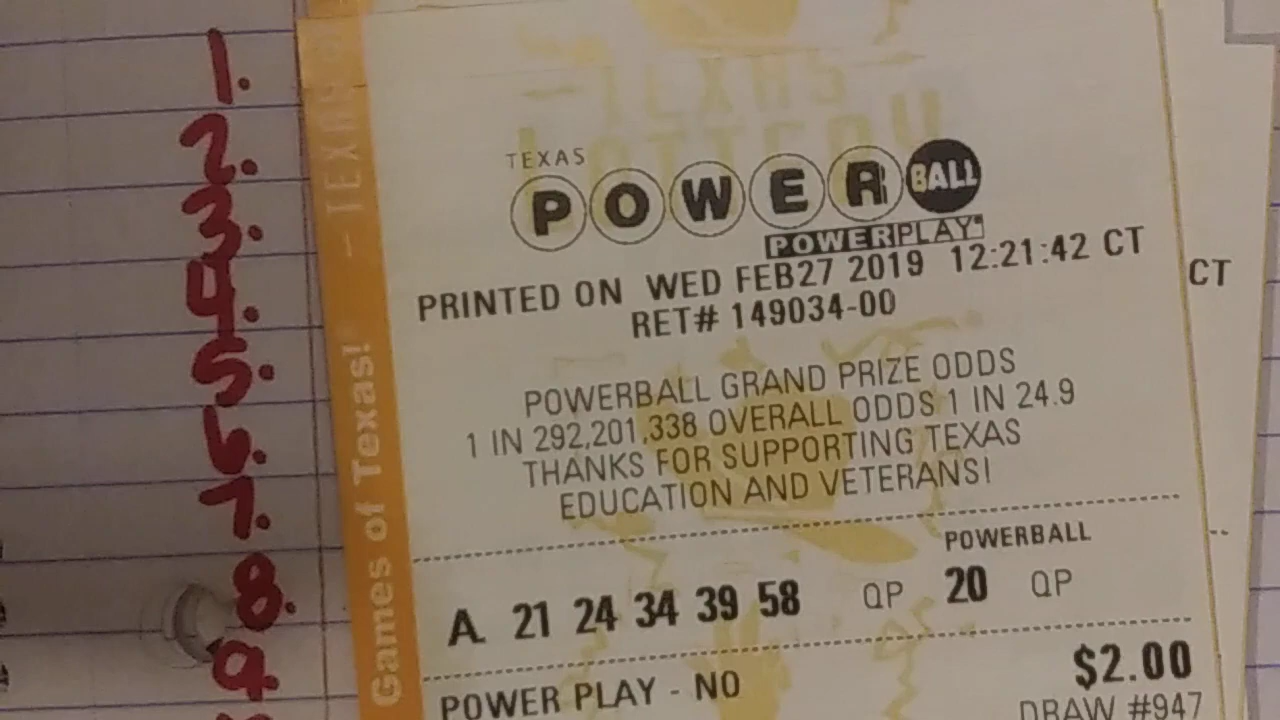 1.
2.
3.
4.
5.
6.
7.
8.
9.
TEXAS
Games of Texas!
TEXAS
LOTTERY
TEXAS
POWERBALL
POWERPLAY
PRINTED ON WED FEB27 2019 12:21:42 CT
RET# 149034-00
CT
POWERBALL GRAND PRIZE ODDS
1 IN 292,201,338 OVERALL ODDS 1 IN 24.9
THANKS FOR SUPPORTING TEXAS
EDUCATION AND VETERANS!
POWERBALL
A. 21 24 34 39 58 QP 20 QP
$2.00
POWER PLAY - NO
DRAW #947